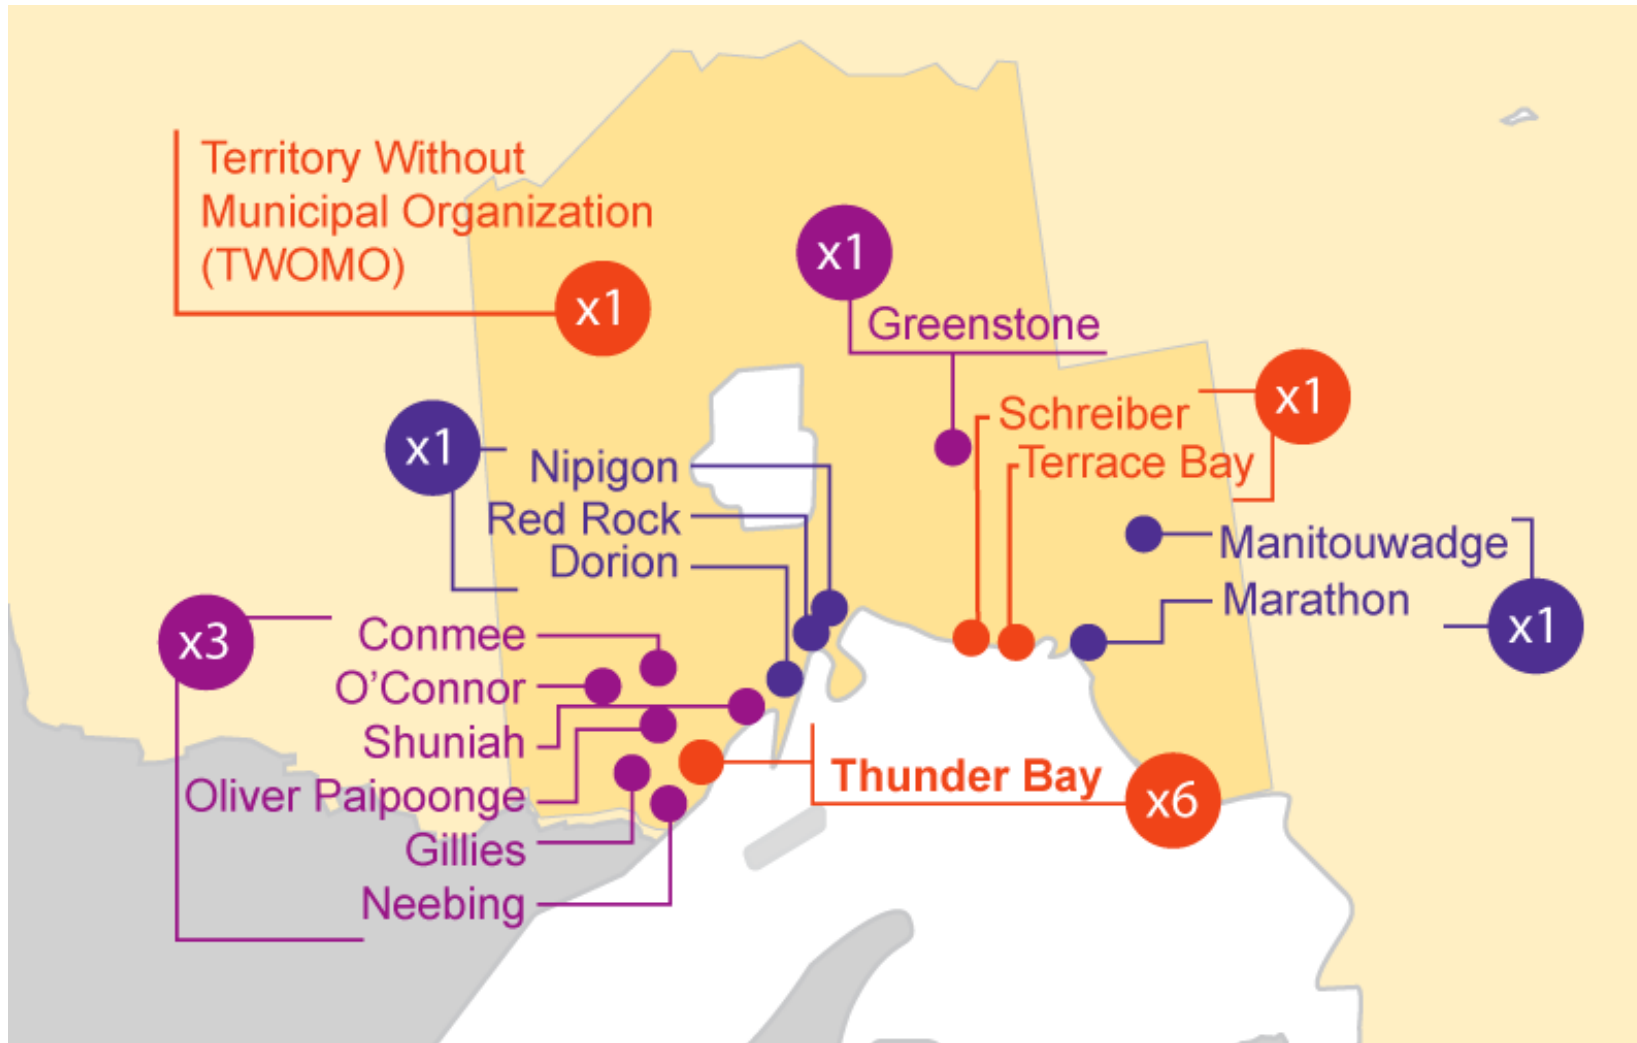 Territory Without
Municipal Organization
(TWOMO)
x1
x1
Greenstone
x1
Schreiber
Terrace Bay
x1
Nipigon
Red Rock
Dorion
Manitouwadge
Marathon
x1
x3
Conmee
O’Connor
Shuniah
Oliver Paipoonge
Gillies
Neebing
Thunder Bay
x6